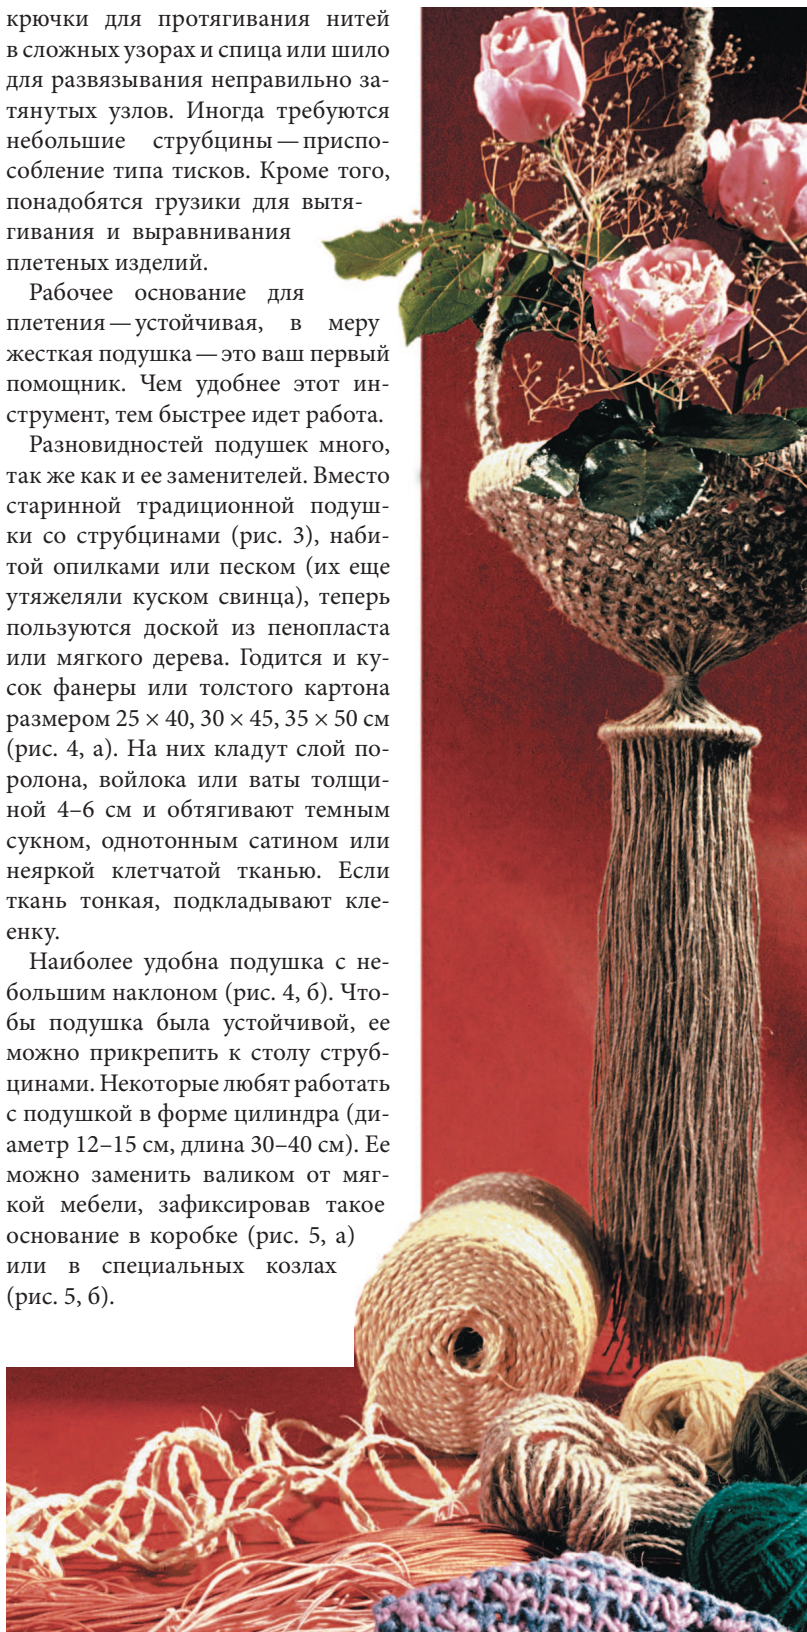 крючки для протягивания нитей
в сложных узорах и спица или шило
для развязывания неправильно за-
тянутых узлов. Иногда требуются
небольшие струбцины — приспо-
собление типа тисков. Кроме того,
понадобятся грузики для вытя-
гивания и выравнивания
плетеных изделий.
Рабочее основание для
плетения — устойчивая, в меру
жесткая подушка — это ваш первый
помощник. Чем удобнее этот ин-
струмент, тем быстрее идет работа.
Разновидностей подушек много,
так же как и ее заменителей. Вместо
старинной традиционной подуш-
ки со струбцинами (рис. 3), наби-
той опилками или песком (их еще
утяжеляли куском свинца), теперь
пользуются доской из пенопласта
или мягкого дерева. Годится и ку-
сок фанеры или толстого картона
размером 25 × 40, 30 × 45, 35 × 50 см
(рис. 4, а). На них кладут слой по-
ролона, войлока или ваты толщи-
ной 4–6 см и обтягивают темным
сукном, однотонным сатином или
неяркой клетчатой тканью. Если
ткань тонкая, подкладывают кле-
енку.
Наиболее удобна подушка с не-
большим наклоном (рис. 4, б). Что-
бы подушка была устойчивой, ее
можно прикрепить к столу струб-
цинами. Некоторые любят работать
с подушкой в форме цилиндра (ди-
аметр 12–15 см, длина 30–40 см). Ее
можно заменить валиком от мяг-
кой мебели, зафиксировав такое
основание в коробке (рис. 5, а)
или в специальных козлах
(рис. 5, б).